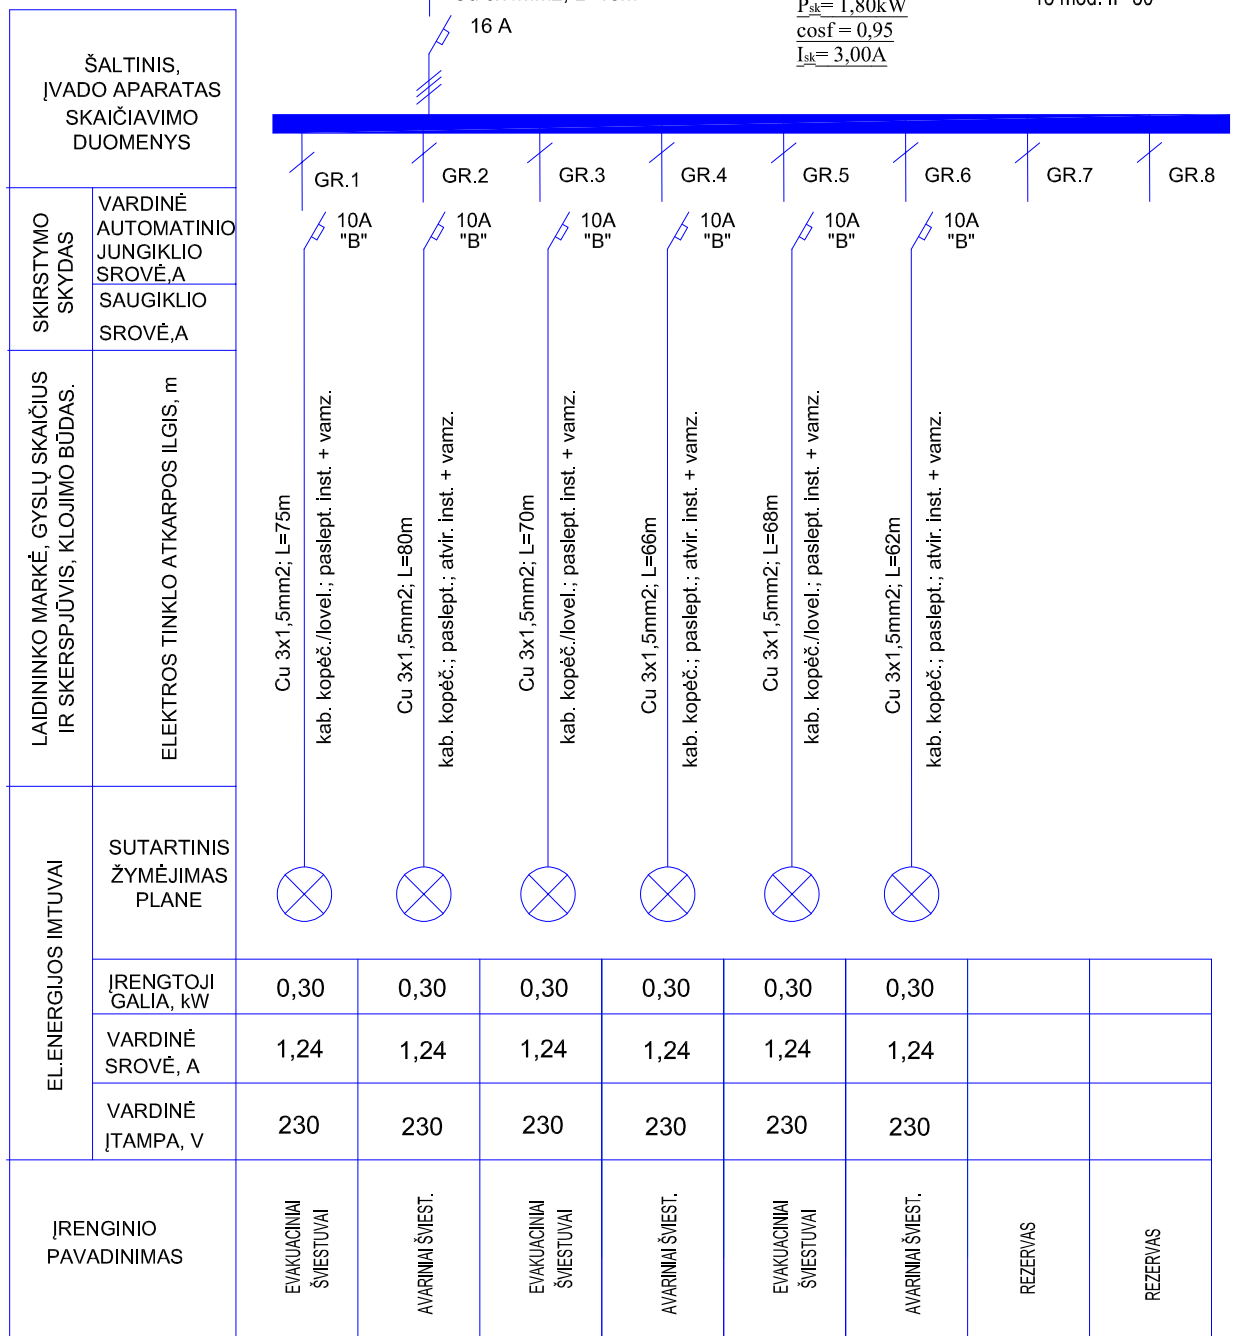 16 A
Psk= 1,80kW
cosf = 0,95
Isk= 3,00A
ŠALTINIS,
ĮVADO APARATAS
SKAIČIAVIMO
DUOMENYS
GR.1
GR.2
GR.3
GR.4
GR.5
GR.6
GR.7
GR.8
SKIRSTYMO
SKYDAS
VARDINĖ
AUTOMATINIO
JUNGIKLIO
SROVĖ,A
10A
"B"
10A
"B"
10A
"B"
10A
"B"
10A
"B"
10A
"B"
SAUGIKLIO
SROVĖ,A
LAIDININKO MARKĖ, GYSLŲ SKAIČIUS
IR SKERSPJŪVIS, KLOJIMO BŪDAS.
ELEKTROS TINKLO ATKARPOS ILGIS, m
Cu 3x1,5mm2; L=75m
kab. kopėč./lovel.; paslept. inst. + vamz.
Cu 3x1,5mm2; L=80m
kab. kopėč.; paslept.; atvir. inst. + vamz.
Cu 3x1,5mm2; L=70m
kab. kopėč./lovel.; paslept. inst. + vamz.
Cu 3x1,5mm2; L=66m
kab. kopėč.; paslept.; atvir. inst. + vamz.
Cu 3x1,5mm2; L=68m
kab. kopėč./lovel.; paslept. inst. + vamz.
Cu 3x1,5mm2; L=62m
kab. kopėč.; paslept.; atvir. inst. + vamz.
EL.ENERGIJOS IMTUVAI
SUTARTINIS
ŽYMĖJIMAS
PLANE
ĮRENGTOJI
GALIA, kW
0,30 0,30 0,30 0,30 0,30 0,30
VARDINĖ
SROVĖ, A
1,24 1,24 1,24 1,24 1,24 1,24
VARDINĖ
ĮTAMPA, V
230 230 230 230 230 230
ĮRENGINIO
PAVADINIMAS
EVAKUACINIAI
ŠVIESTUVAI
AVARINIAI ŠVIEST.
EVAKUACINIAI
ŠVIESTUVAI
AVARINIAI ŠVIEST.
EVAKUACINIAI
ŠVIESTUVAI
AVARINIAI ŠVIEST.
REZERVAS
REZERVAS